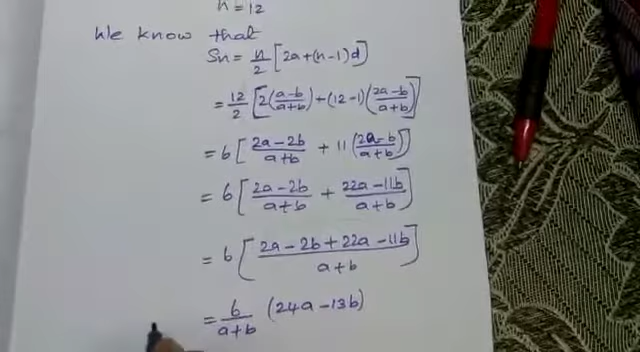 n = 12
We know that
Sn = n/2 [2a+(n-1)d]
= 12/2 [2(a-b/a+b) + (12-1)(2a-b/a+b)]
= 6 [2a-2b/a+b + 11(2a-b/a+b)]
= 6 [2a-2b/a+b + 22a-11b/a+b]
= 6 [2a-2b+22a-11b/a+b]
= 6/a+b (24a-13b)